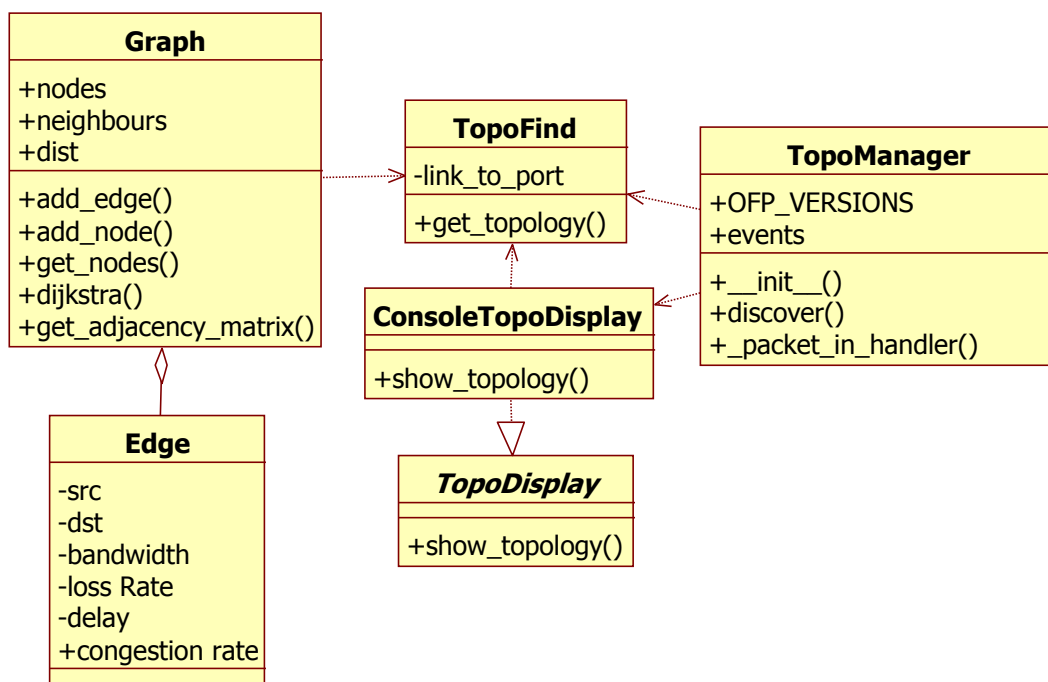 Graph
+nodes
+neighbours
+dist
+add_edge()
+add_node()
+get_nodes()
+dijkstra()
+get_adjacency_matrix()
TopoFind
-link_to_port
+get_topology()
TopoManager
+OFP_VERSIONS
+events
+__init__()
+discover()
+_packet_in_handler()
ConsoleTopoDisplay
+show_topology()
Edge
-src
-dst
-bandwidth
-loss Rate
-delay
+congestion rate
TopoDisplay
+show_topology()